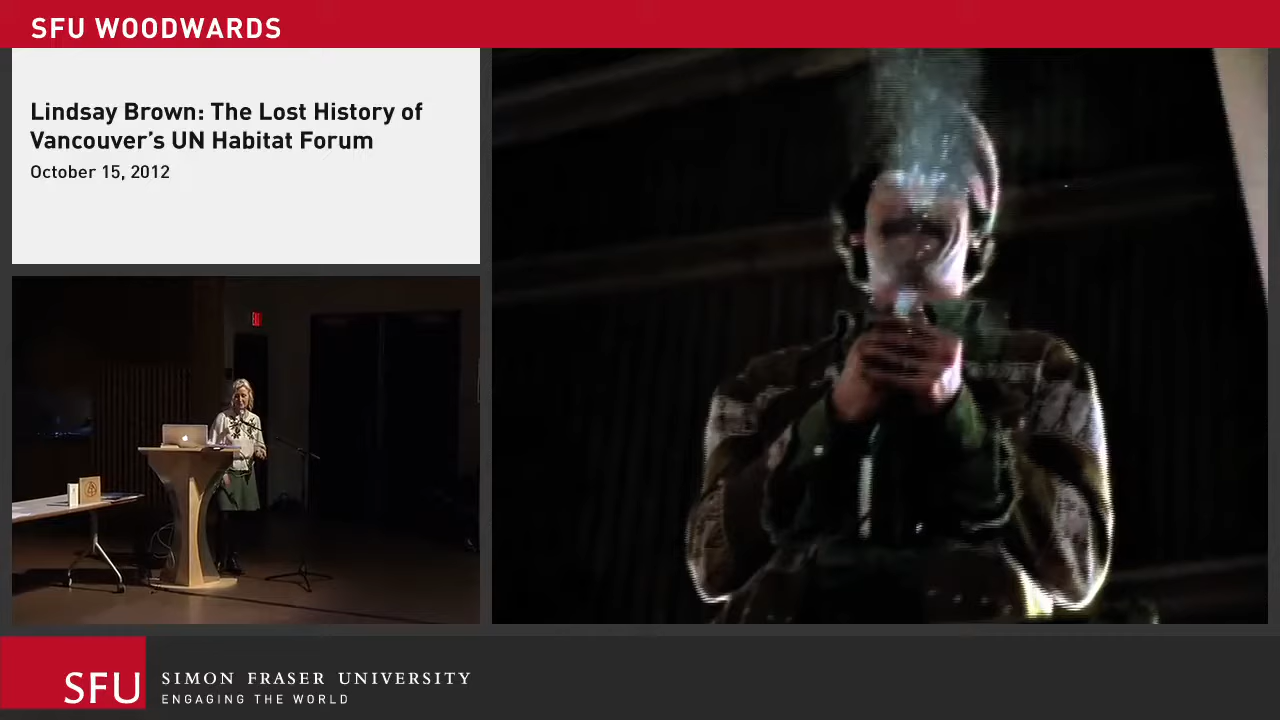 SFU WOODWARDS
Lindsay Brown: The Lost History of
Vancouver's UN Habitat Forum
October 15, 2012
SFU
SIMON FRASER UNIVERSITY
ENGAGING THE WORLD